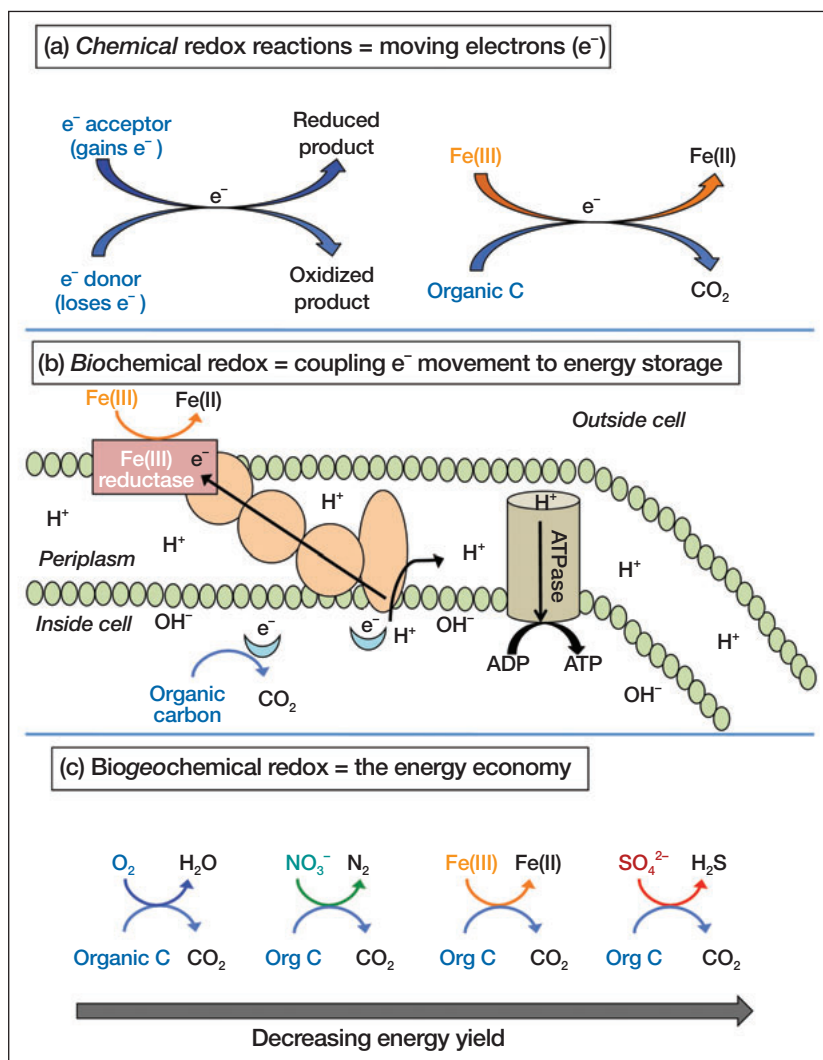 (a) Chemical redox reactions = moving electrons (e⁻)
e⁻ acceptor
(gains e⁻ )
Reduced
product
e⁻
e⁻ donor
(loses e⁻ )
Oxidized
product
Fe(III)
Fe(II)
e⁻
Organic C
CO₂
(b) Biochemical redox = coupling e⁻ movement to energy storage
Fe(III)
Fe(II)
Outside cell
Fe(III)
reductase
e⁻
H⁺
H⁺
H⁺
H⁺
H⁺
ATPase
H⁺
H⁺
Periplasm
Inside cell
OH⁻
e⁻
e⁻
H⁺
OH⁻
ADP
ATP
OH⁻
Organic
carbon
CO₂
(c) Biogeochemical redox = the energy economy
O₂
H₂O
Organic C
CO₂
NO₃⁻
N₂
Org C
CO₂
Fe(III)
Fe(II)
Org C
CO₂
SO₄²⁻
H₂S
Org C
CO₂
Decreasing energy yield